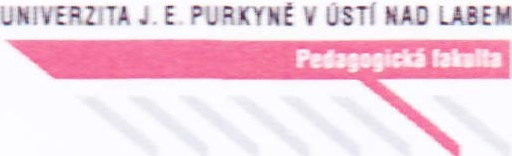 UNIVERZITA J. E. PURKYNĚ V ÚSTÍ NAD LABEM
Pedagogická fakulta